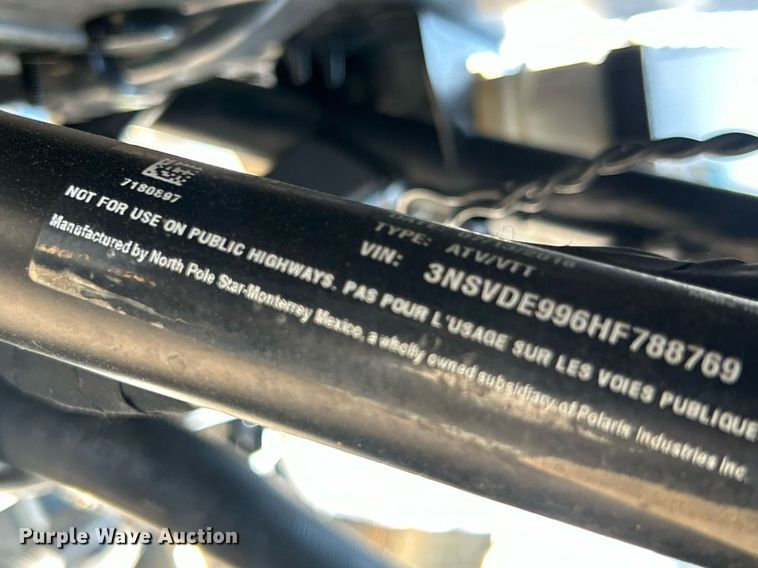 7180897
TYPE: ATV/VTT
VIN: 3NSVDE996HF788769
NOT FOR USE ON PUBLIC HIGHWAYS. PAS POUR L'USAGE SUR LES VOIES PUBLIQUE
Manufactured by North Pole Star-Monterrey Mexico, a wholly owned subsidiary of Polaris Industries Inc.
Purple Wave Auction